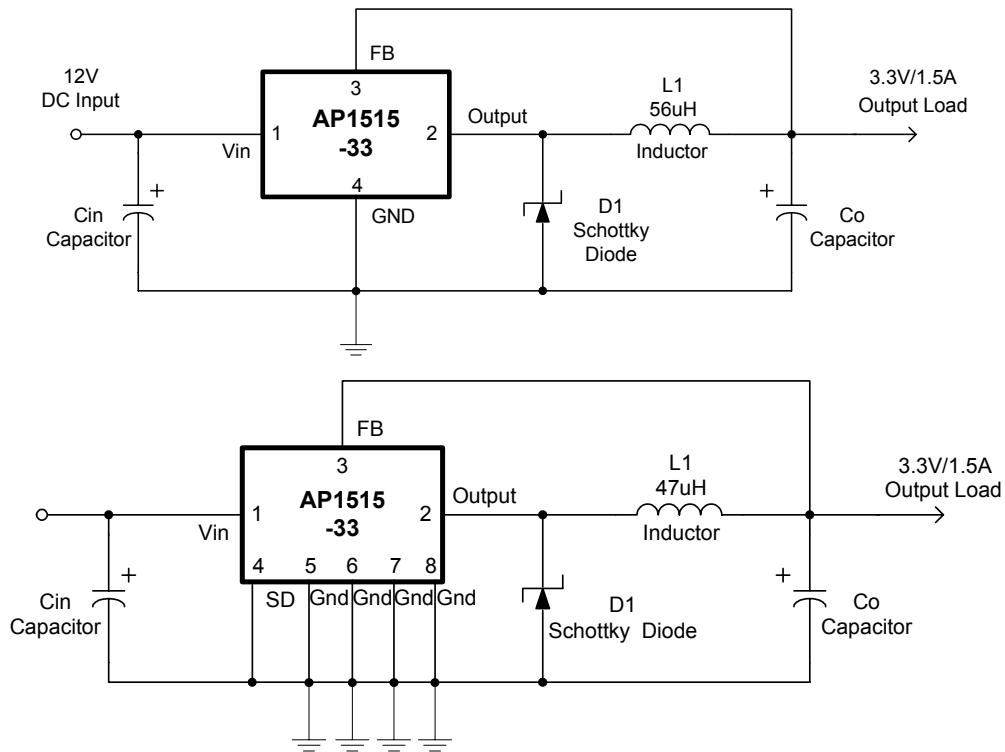 FB
12V
DC Input
3
AP1515
-33
1
2
Vin
4
GND
Output
L1
56uH
Inductor
3.3V/1.5A
Output Load
+
Cin
Capacitor
D1
Schottky
Diode
+
Co
Capacitor
FB
3
AP1515
-33
1
2
Vin
Output
L1
47uH
Inductor
3.3V/1.5A
Output Load
4 5 6 7 8
SD Gnd Gnd Gnd Gnd
+
Cin
Capacitor
D1
Schottky Diode
+
Co
Capacitor